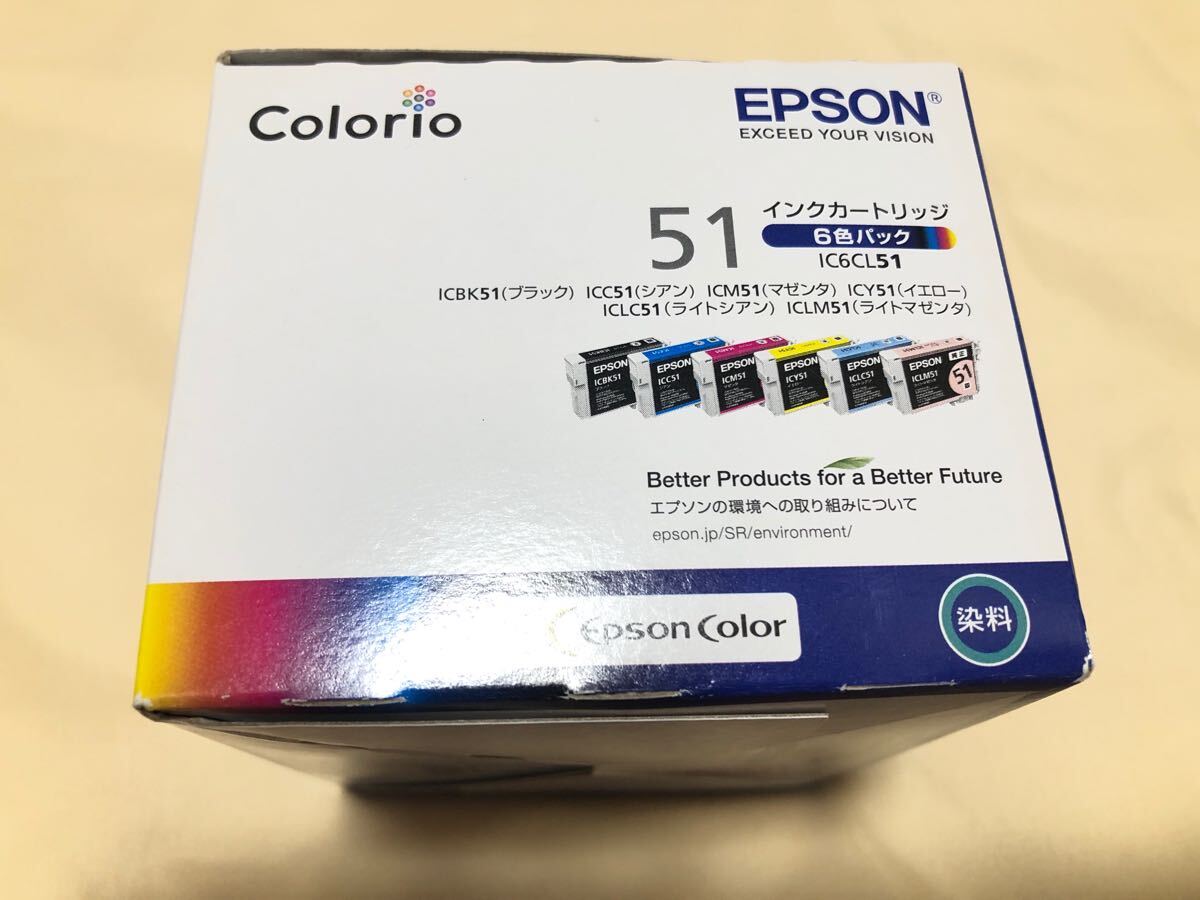 Colorio
EPSON®
EXCEED YOUR VISION
51 インクカートリッジ
6色パック
IC6CL51
ICBK51(ブラック) ICC51(シアン) ICM51(マゼンタ) ICY51(イエロー)
ICLC51(ライトシアン) ICLM51(ライトマゼンタ)
EPSON ICBK51
EPSON ICC51 シアン
EPSON ICM51
EPSON ICY51
EPSON ICLC51
EPSON ICLM51
純正
51
Better Products for a Better Future
エプソンの環境への取り組みについて
epson.jp/SR/environment/
Epson Color
染料